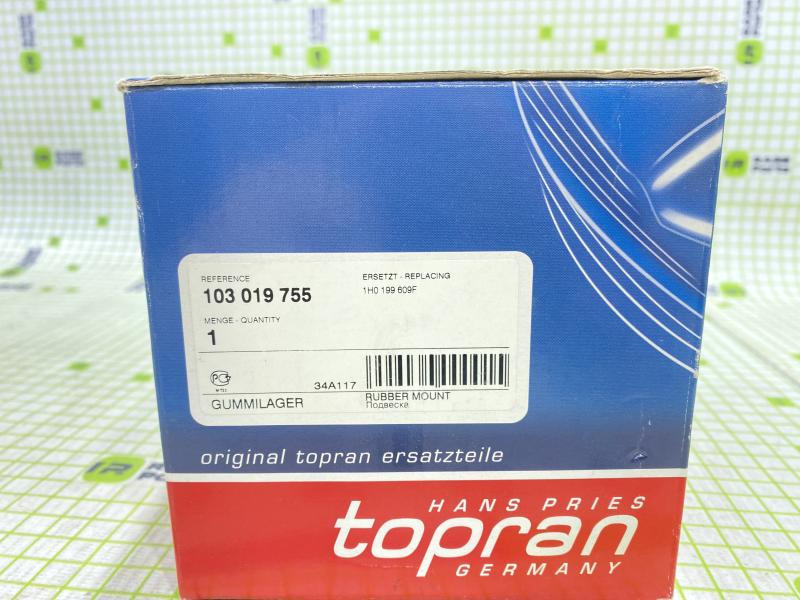 REFERENCE
103 019 755
ERSETZT - REPLACING
1H0 199 609F
MENGE - QUANTITY
1
34A117
GUMMILAGER
RUBBER MOUNT
Подвеска
original topran ersatzteile
HANS PRIES
topran
GERMANY